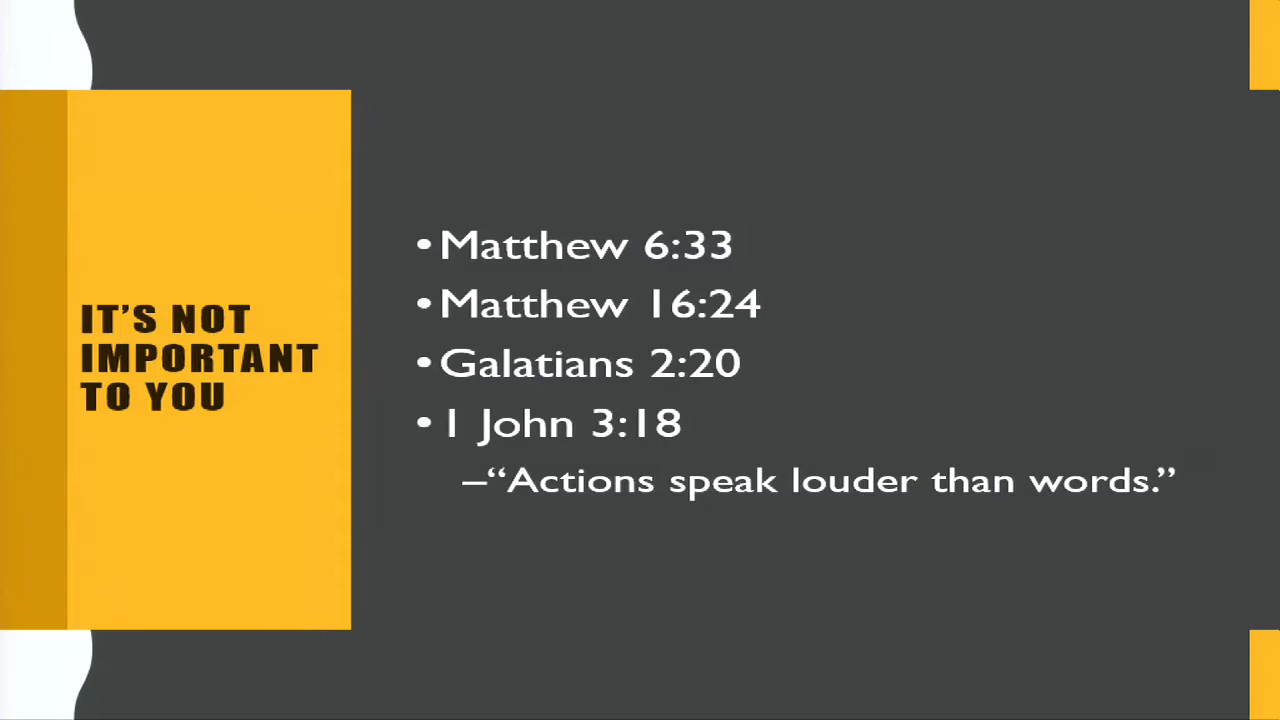 IT'S NOT
IMPORTANT
TO YOU
•Matthew 6:33
•Matthew 16:24
•Galatians 2:20
•1 John 3:18
–“Actions speak louder than words.”